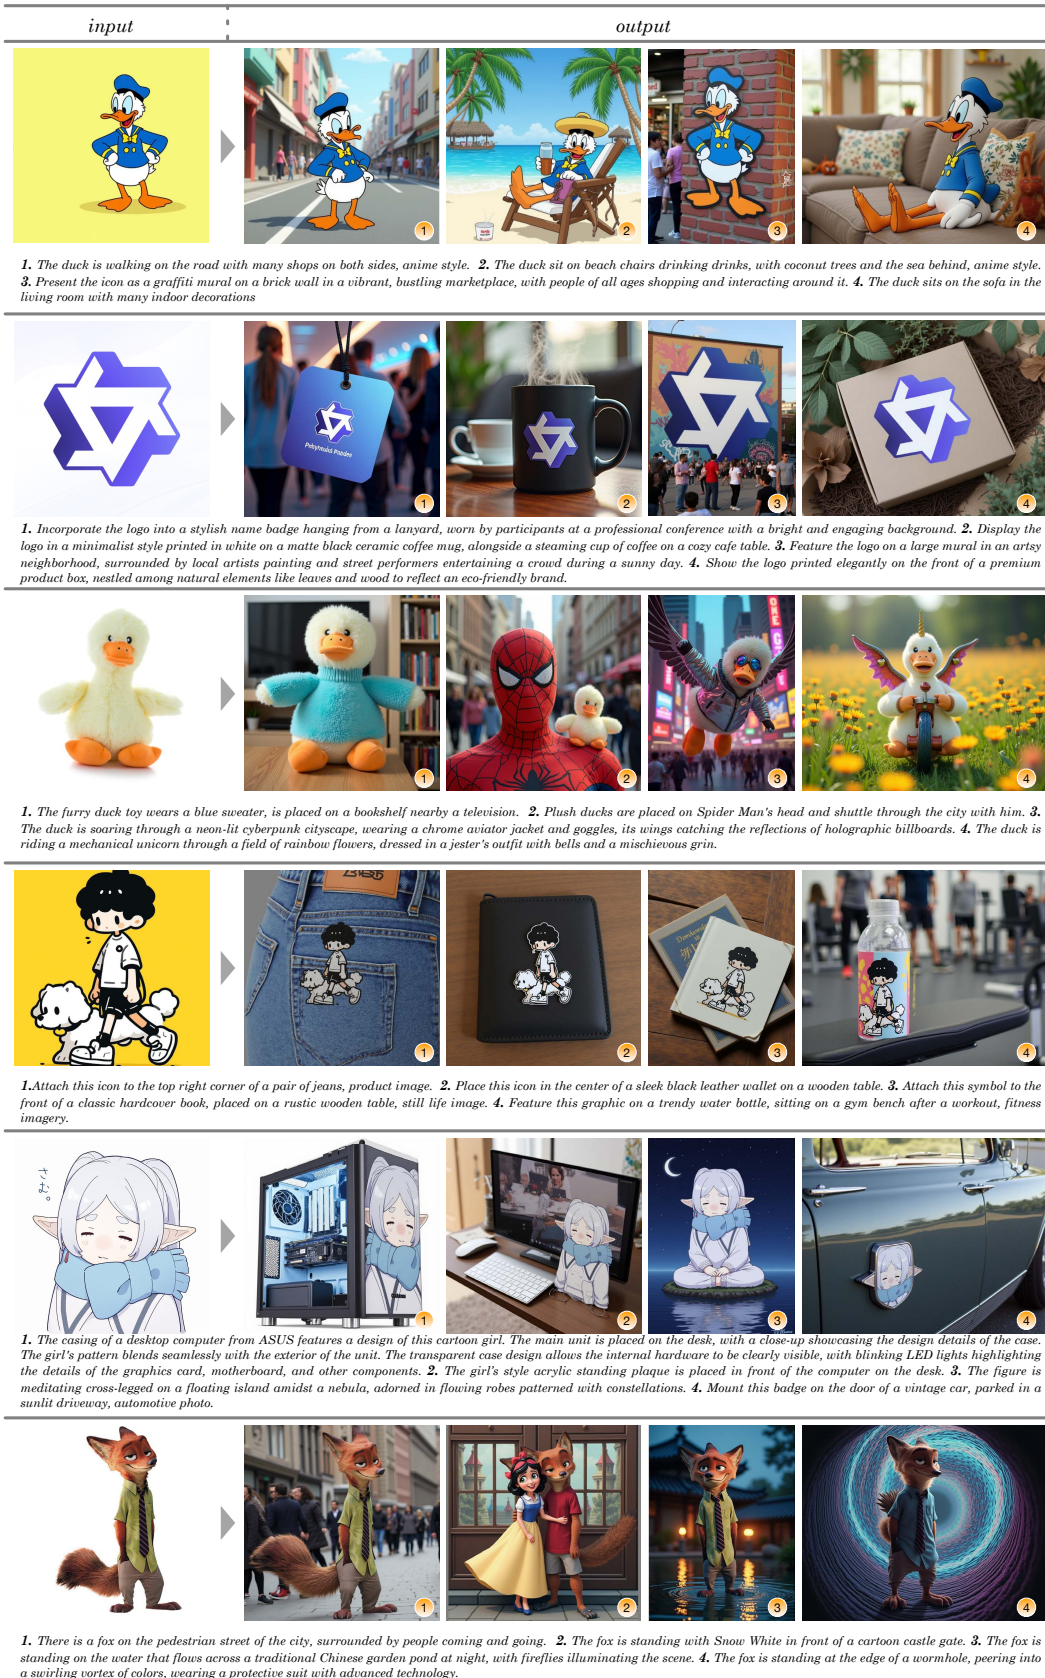 input
output
1. The duck is walking on the road with many shops on both sides, anime style. 2. The duck sit on beach chairs drinking drinks, with coconut trees and the sea behind, anime style.
3. Present the icon as a graffiti mural on a brick wall in a vibrant, bustling marketplace, with people of all ages shopping and interacting around it. 4. The duck sits on the sofa in the
living room with many indoor decorations
1. Incorporate the logo into a stylish name badge hanging from a lanyard, worn by participants at a professional conference with a bright and engaging background. 2. Display the
logo in a minimalist style printed in white on a matte black ceramic coffee mug, alongside a steaming cup of coffee on a cozy cafe table. 3. Feature the logo on a large mural in an artsy
neighborhood, surrounded by local artists painting and street performers entertaining a crowd during a sunny day. 4. Show the logo printed elegantly on the front of a premium
product box, nestled among natural elements like leaves and wood to reflect an eco-friendly brand.
1. The furry duck toy wears a blue sweater, is placed on a bookshelf nearby a television. 2. Plush ducks are placed on Spider Man's head and shuttle through the city with him. 3.
The duck is soaring through a neon-lit cyberpunk cityscape, wearing a chrome aviator jacket and goggles, its wings catching the reflections of holographic billboards. 4. The duck is
riding a mechanical unicorn through a field of rainbow flowers, dressed in a jester's outfit with bells and a mischievous grin.
1.Attach this icon to the top right corner of a pair of jeans, product image. 2. Place this icon in the center of a sleek black leather wallet on a wooden table. 3. Attach this symbol to the
front of a classic hardcover book, placed on a rustic wooden table, still life image. 4. Feature this graphic on a trendy water bottle, sitting on a gym bench after a workout, fitness
imagery.
1. The casing of a desktop computer from ASUS features a design of this cartoon girl. The main unit is placed on the desk, with a close-up showcasing the design details of the case.
The girl's pattern blends seamlessly with the exterior of the unit. The transparent case design allows the internal hardware to be clearly visible, with blinking LED lights highlighting
the details of the graphics card, motherboard, and other components. 2. The girl's style acrylic standing plaque is placed in front of the computer on the desk. 3. The figure is
meditating cross-legged on a floating island amidst a nebula, adorned in flowing robes patterned with constellations. 4. Mount this badge on the door of a vintage car, parked in a
sunlit driveway, automotive photo.
1. There is a fox on the pedestrian street of the city, surrounded by people coming and going. 2. The fox is standing with Snow White in front of a cartoon castle gate. 3. The fox is
standing on the water that flows across a traditional Chinese garden pond at night, with fireflies illuminating the scene. 4. The fox is standing at the edge of a wormhole, peering into
a swirling vortex of colors, wearing a protective suit with advanced technology.